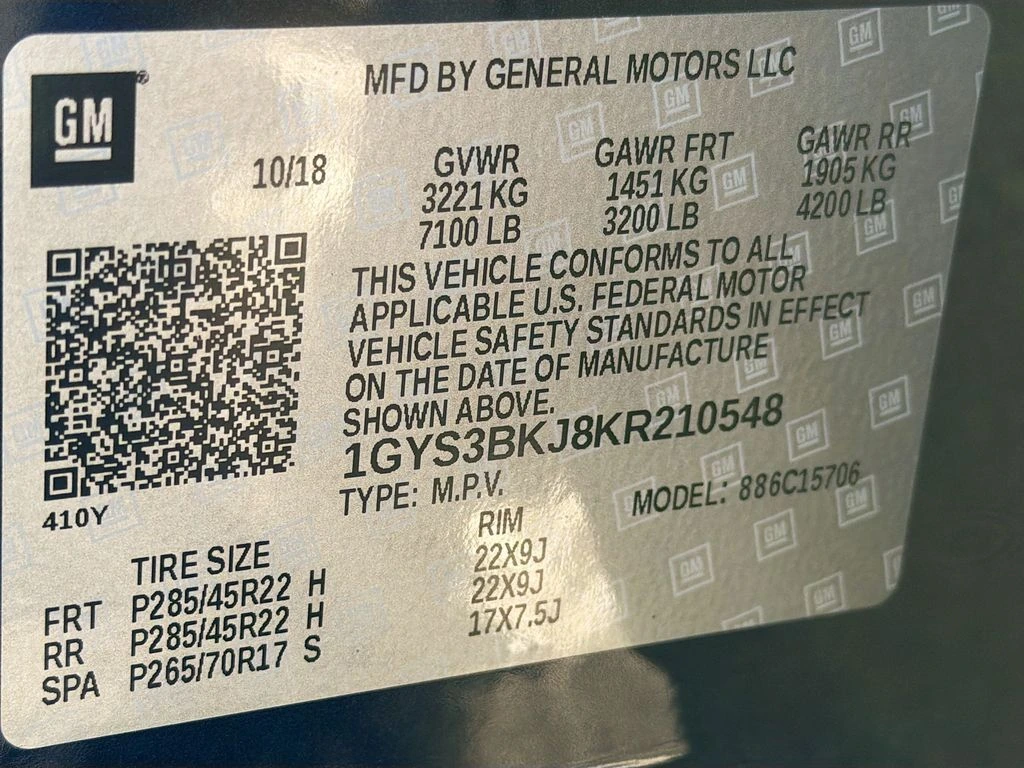 GM
MFD BY GENERAL MOTORS LLC
10/18
GVWR GAWR FRT GAWR RR
3221 KG 1451 KG 1905 KG
7100 LB 3200 LB 4200 LB
THIS VEHICLE CONFORMS TO ALL
APPLICABLE U.S. FEDERAL MOTOR
VEHICLE SAFETY STANDARDS IN EFFECT
ON THE DATE OF MANUFACTURE
SHOWN ABOVE.
1GYS3BKJ8KR210548
TYPE: M.P.V. MODEL: 886C15706
410Y
TIRE SIZE RIM
FRT P285/45R22 H 22X9J
RR P285/45R22 H 22X9J
SPA P265/70R17 S 17X7.5J